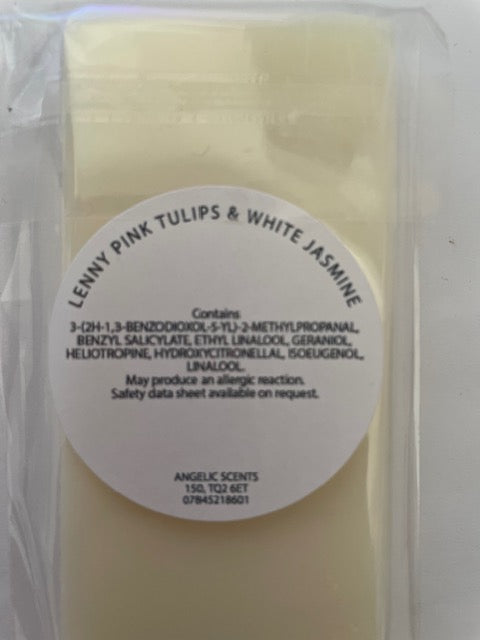 LENNY PINK TULIPS & WHITE JASMINE
Contains
3-(2H-1,3-BENZODIOXOL-5-YL)-2-METHYLPROPANAL,
BENZYL SALICYLATE, ETHYL LINALOOL, GERANIOL,
HELIOTROPINE, HYDROXYCITRONELLAL, ISOEUGENOL,
LINALOOL.
May produce an allergic reaction.
Safety data sheet available on request.
ANGELIC SCENTS
150, TQ2 6ET
07845218601